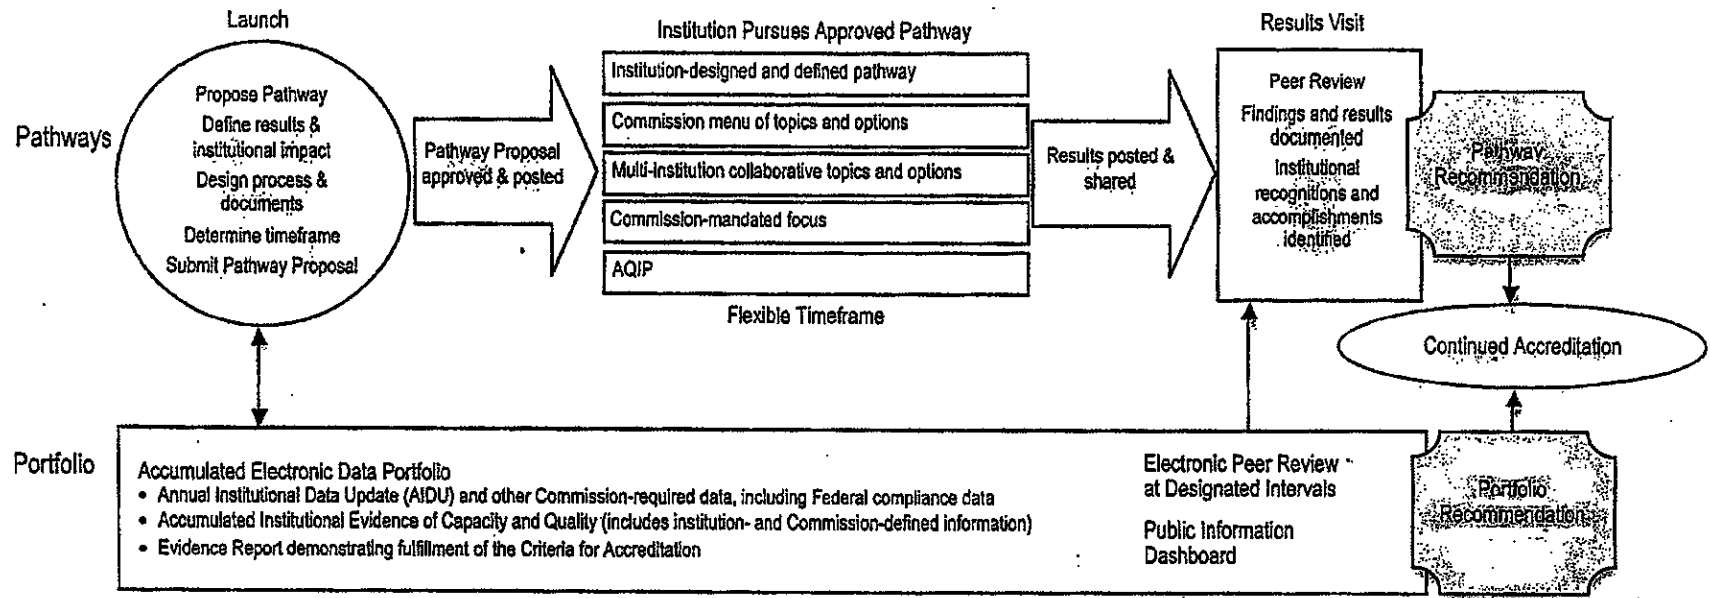 Launch
Institution Pursues Approved Pathway
Results Visit
Pathways
Propose Pathway
Define results &
institutional impact
Design process &
documents
Determine timeframe
Submit Pathway Proposal
Pathway Proposal
approved & posted
Institution-designed and defined pathway
Commission menu of topics and options
Multi-institution collaborative topics and options
Commission-mandated focus
AQIP
Flexible Timeframe
Results posted &
shared
Peer Review
Findings and results
documented
Institutional
recognitions and
accomplishments
identified
Pathway
Recommendation
Continued Accreditation
Portfolio
Accumulated Electronic Data Portfolio
• Annual Institutional Data Update (AIDU) and other Commission-required data, including Federal compliance data
• Accumulated Institutional Evidence of Capacity and Quality (includes institution- and Commission-defined information)
• Evidence Report demonstrating fulfillment of the Criteria for Accreditation
Electronic Peer Review
at Designated Intervals
Public Information
Dashboard
Portfolio
Recommendation